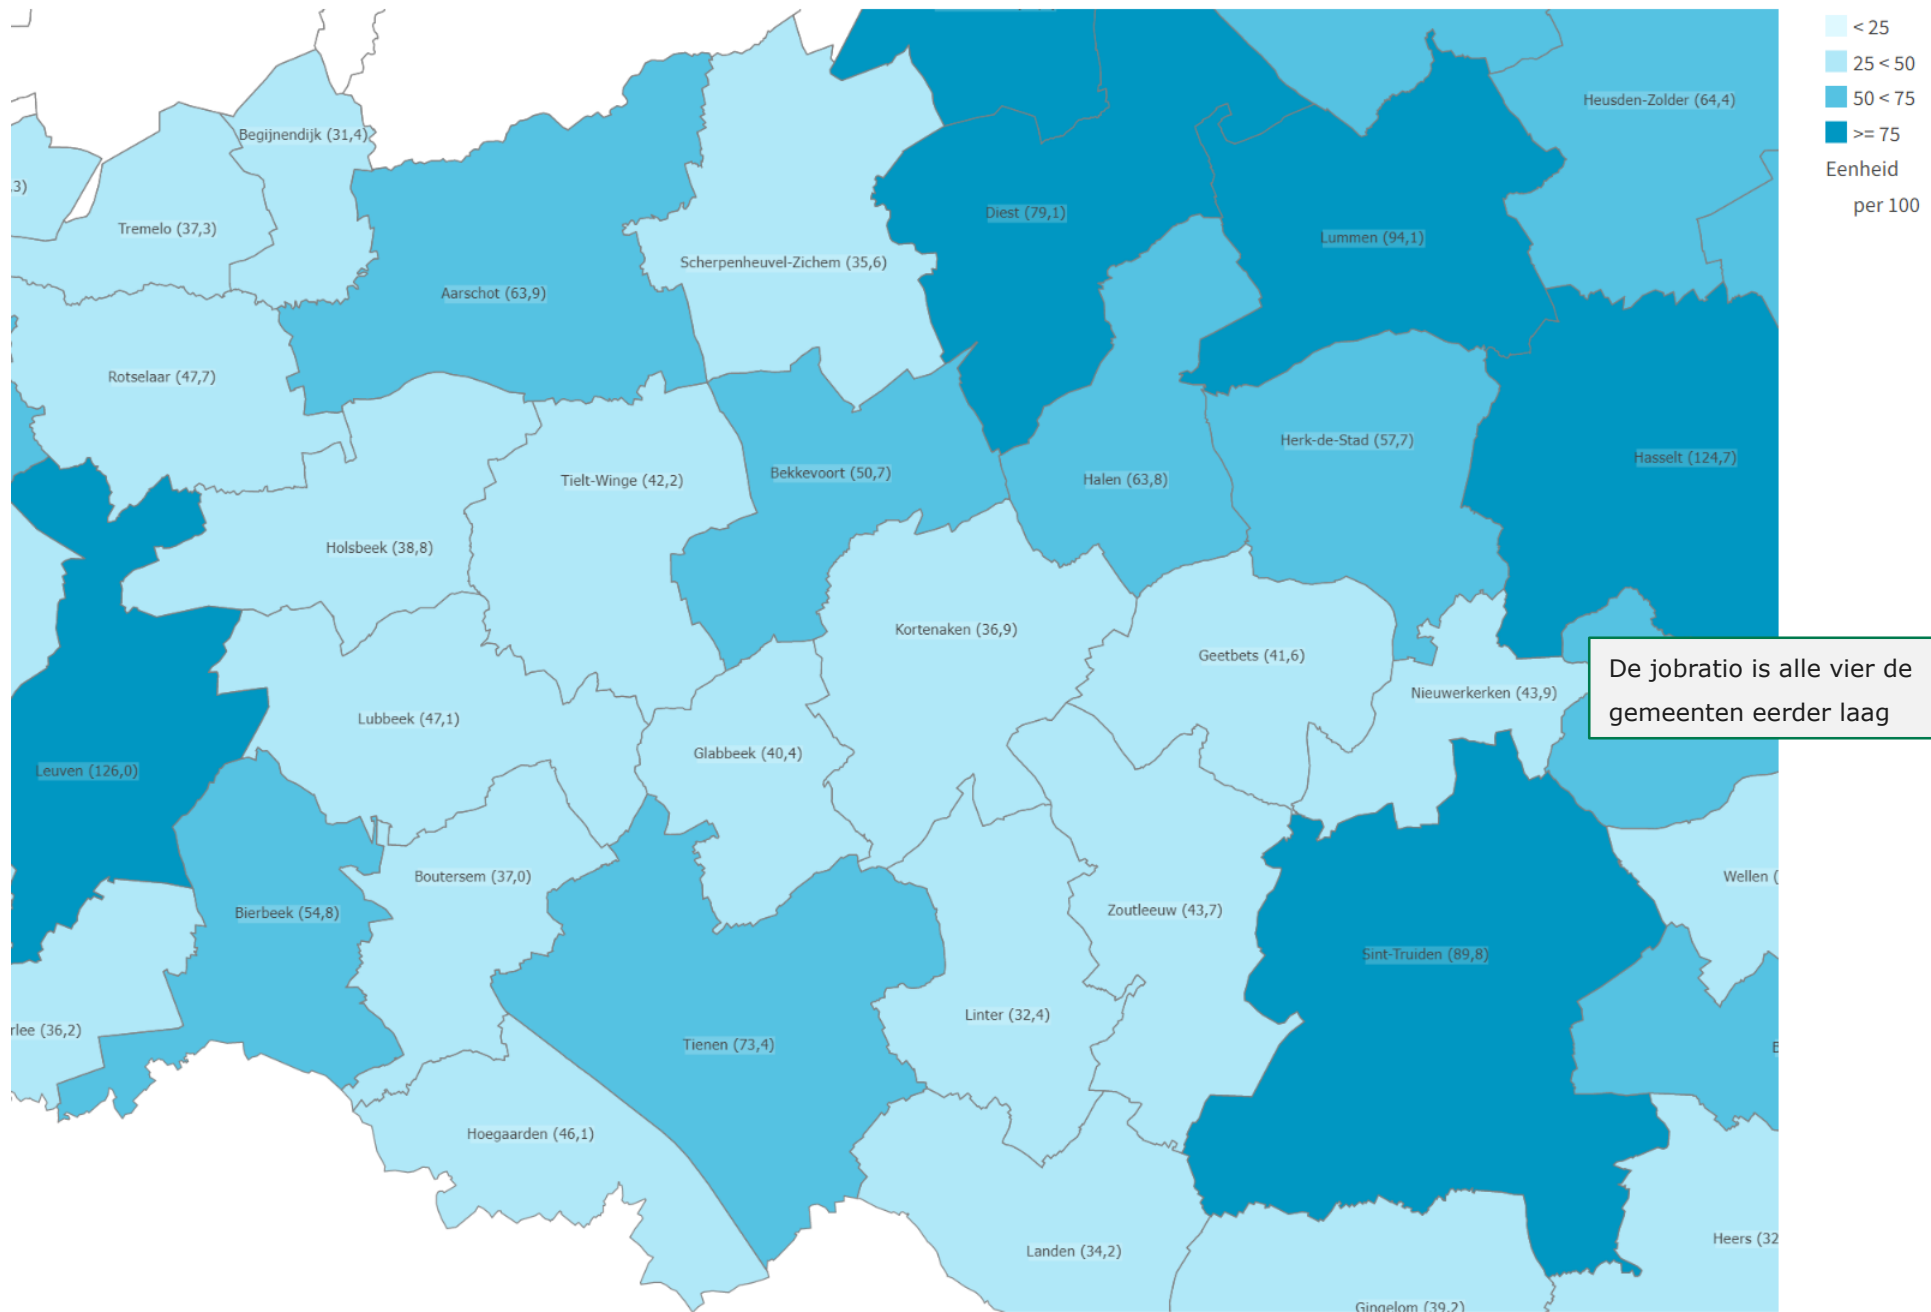 < 25
25 < 50
50 < 75
>= 75
Eenheid
per 100
Heusden-Zolder (64,4)
Begijnendijk (31,4)
3)
Diest (79,1)
Tremelo (37,3)
Lummen (94,1)
Scherpenheuvel-Zichem (35,6)
Aarschot (63,9)
Rotselaar (47,7)
Herk-de-Stad (57,7)
Hasselt (124,7)
Bekkevoort (50,7)
Tielt-Winge (42,2)
Halen (63,8)
Holsbeek (38,8)
Kortenaken (36,9)
Geetbets (41,6)
De jobratio is alle vier de
gemeenten eerder laag
Nieuwerkerken (43,9)
Lubbeek (47,1)
Glabbeek (40,4)
Leuven (126,0)
Boutersem (37,0)
Wellen (
Bierbeek (54,8)
Zoutleeuw (43,7)
Sint-Truiden (89,8)
Linter (32,4)
rlee (36,2)
Tienen (73,4)
Hoegaarden (46,1)
Heers (32
Landen (34,2)
Gingelom (39,2)